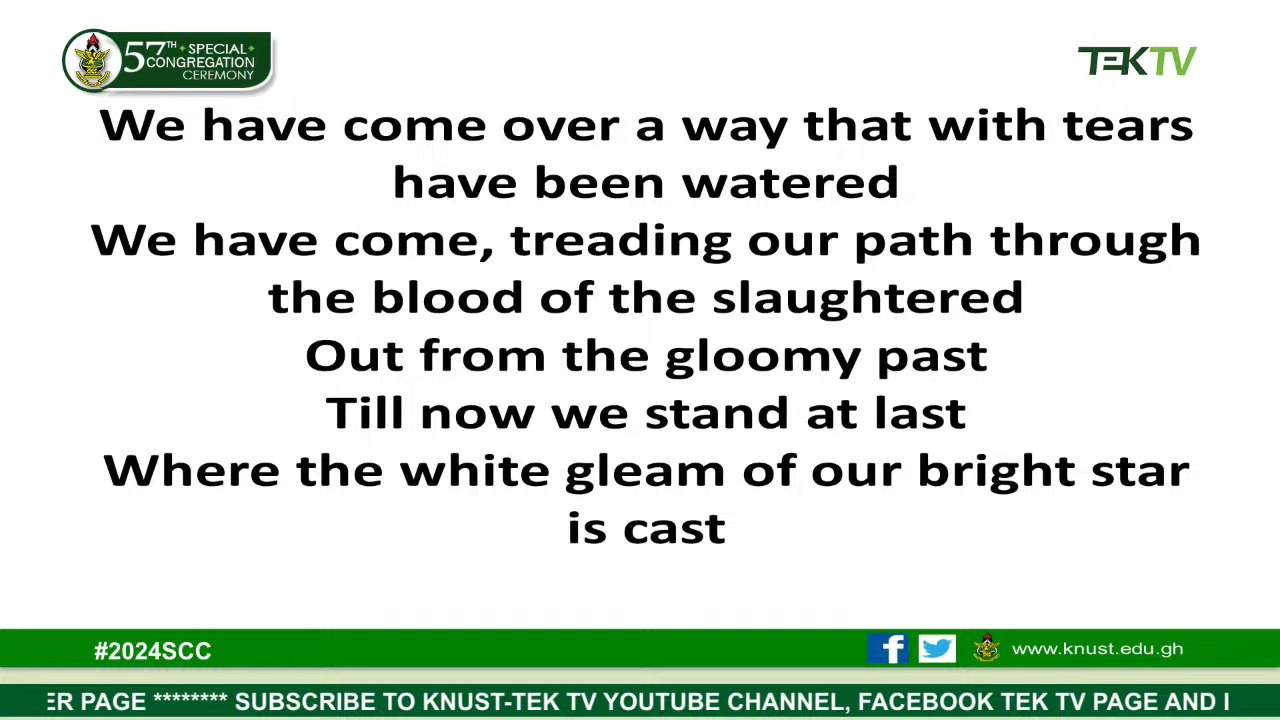 57TH SPECIAL
CONGREGATION
CEREMONY
TEKTV
We have come over a way that with tears
have been watered
We have come, treading our path through
the blood of the slaughtered
Out from the gloomy past
Till now we stand at last
Where the white gleam of our bright star
is cast
#2024SCC
www.knust.edu.gh
ER PAGE ******** SUBSCRIBE TO KNUST-TEK TV YOUTUBE CHANNEL, FACEBOOK TEK TV PAGE AND